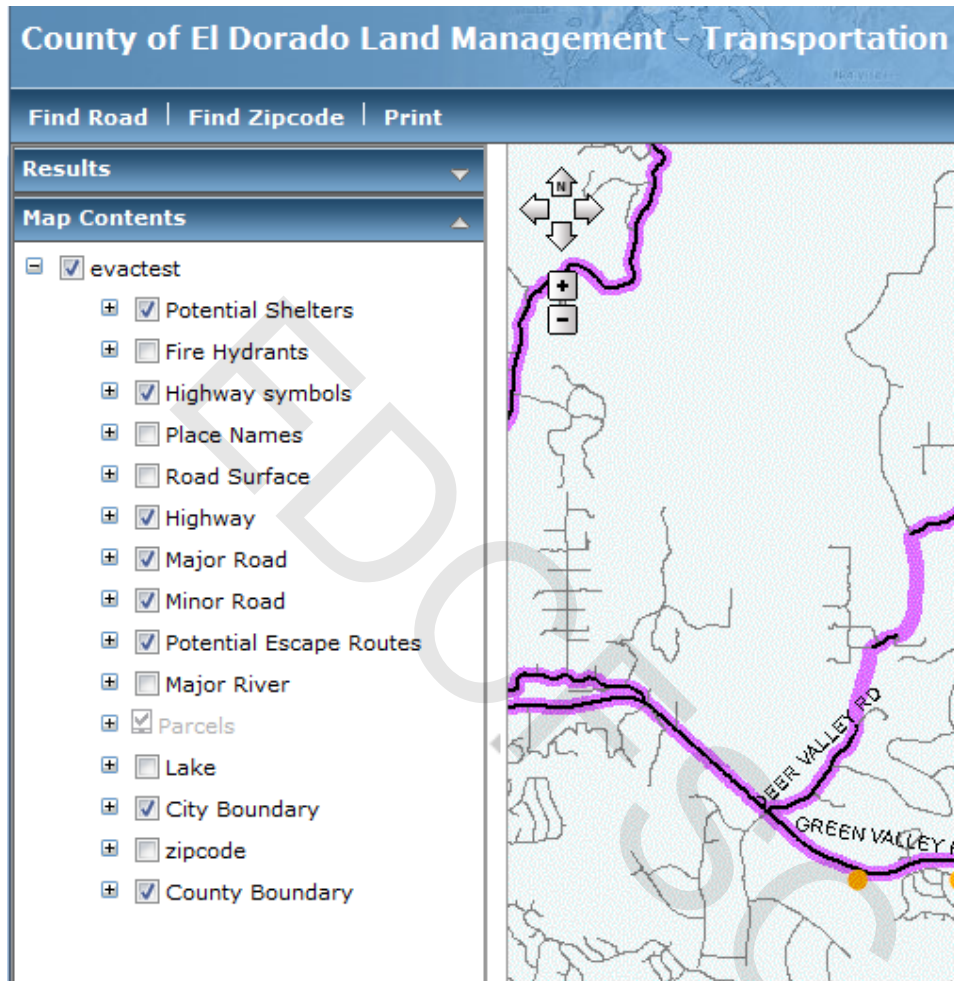 County of El Dorado Land Management - Transportation
Find Road | Find Zipcode | Print
Results
Map Contents
evactest
Potential Shelters
Fire Hydrants
Highway symbols
Place Names
Road Surface
Highway
Major Road
Minor Road
Potential Escape Routes
Major River
Parcels
Lake
City Boundary
zipcode
County Boundary
N
+
−
DEER VALLEY RD
GREEN VALLEY
EDCFSC